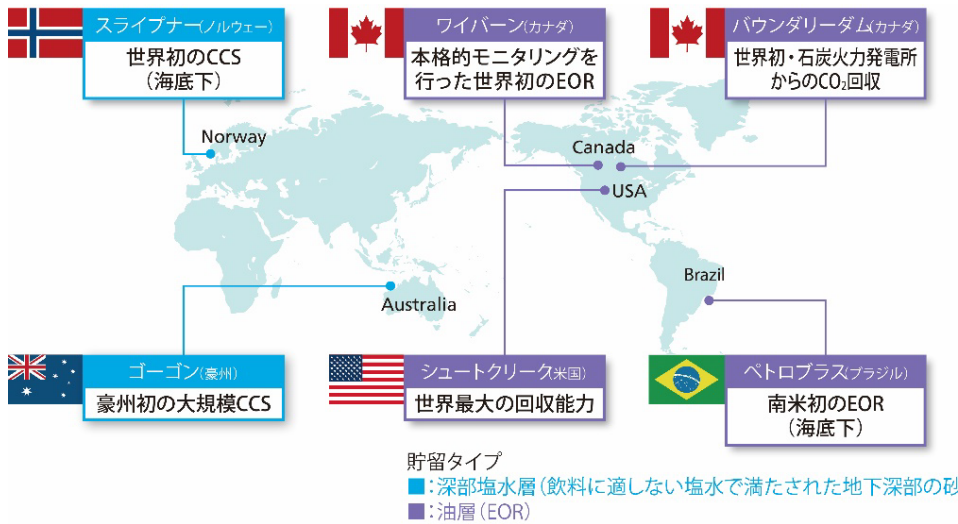 スライプナー(ノルウェー)
世界初のCCS
(海底下)
ワイバーン(カナダ)
本格的モニタリングを
行った世界初のEOR
バウンダリーダム(カナダ)
世界初・石炭火力発電所
からのCO₂回収
Norway
Canada
USA
Brazil
Australia
ゴーゴン(豪州)
豪州初の大規模CCS
シュートクリーク(米国)
世界最大の回収能力
ペトロブラス(ブラジル)
南米初のEOR
(海底下)
貯留タイプ
■:深部塩水層(飲料に適しない塩水で満たされた地下深部の砂
■:油層(EOR)